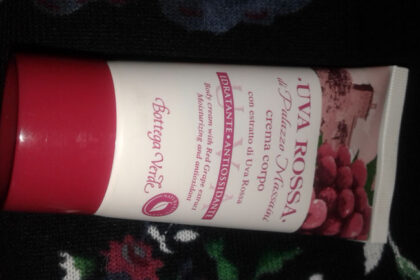 UVA ROSSA
di Palazzo Massaini
crema corpo
con estratto di Uva Rossa
UVA
IDRATANTE • ANTIOSSIDANTE
Body cream with Red Grape extract
Moisturizing and antioxidant
Bottega Verde